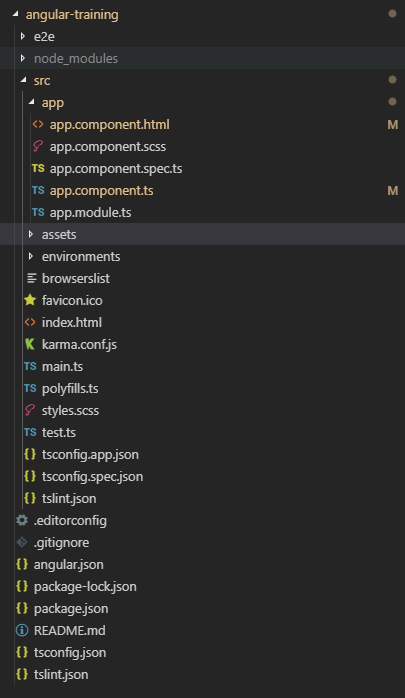 angular-training
e2e
node_modules
src
app
<> app.component.html M
app.component.scss
TS app.component.spec.ts
TS app.component.ts M
TS app.module.ts
assets
environments
browserslist
favicon.ico
<> index.html
karma.conf.js
TS main.ts
TS polyfills.ts
styles.scss
TS test.ts
{} tsconfig.app.json
{} tsconfig.spec.json
{} tslint.json
.editorconfig
.gitignore
{} angular.json
{} package-lock.json
{} package.json
README.md
{} tsconfig.json
{} tslint.json